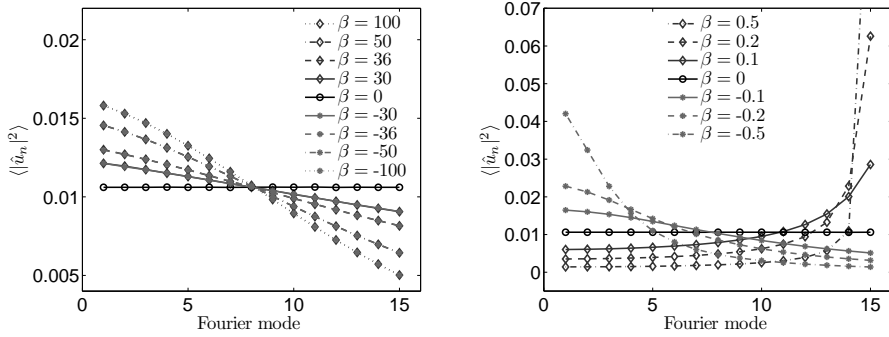 0.02
0.015
0.01
0.005
⟨|û_n|²⟩
0 5 10 15
Fourier mode
β = 100
β = 50
β = 36
β = 30
β = 0
β = -30
β = -36
β = -50
β = -100
0.07
0.06
0.05
0.04
0.03
0.02
0.01
0
⟨|û_n|²⟩
0 5 10 15
Fourier mode
β = 0.5
β = 0.2
β = 0.1
β = 0
β = -0.1
β = -0.2
β = -0.5